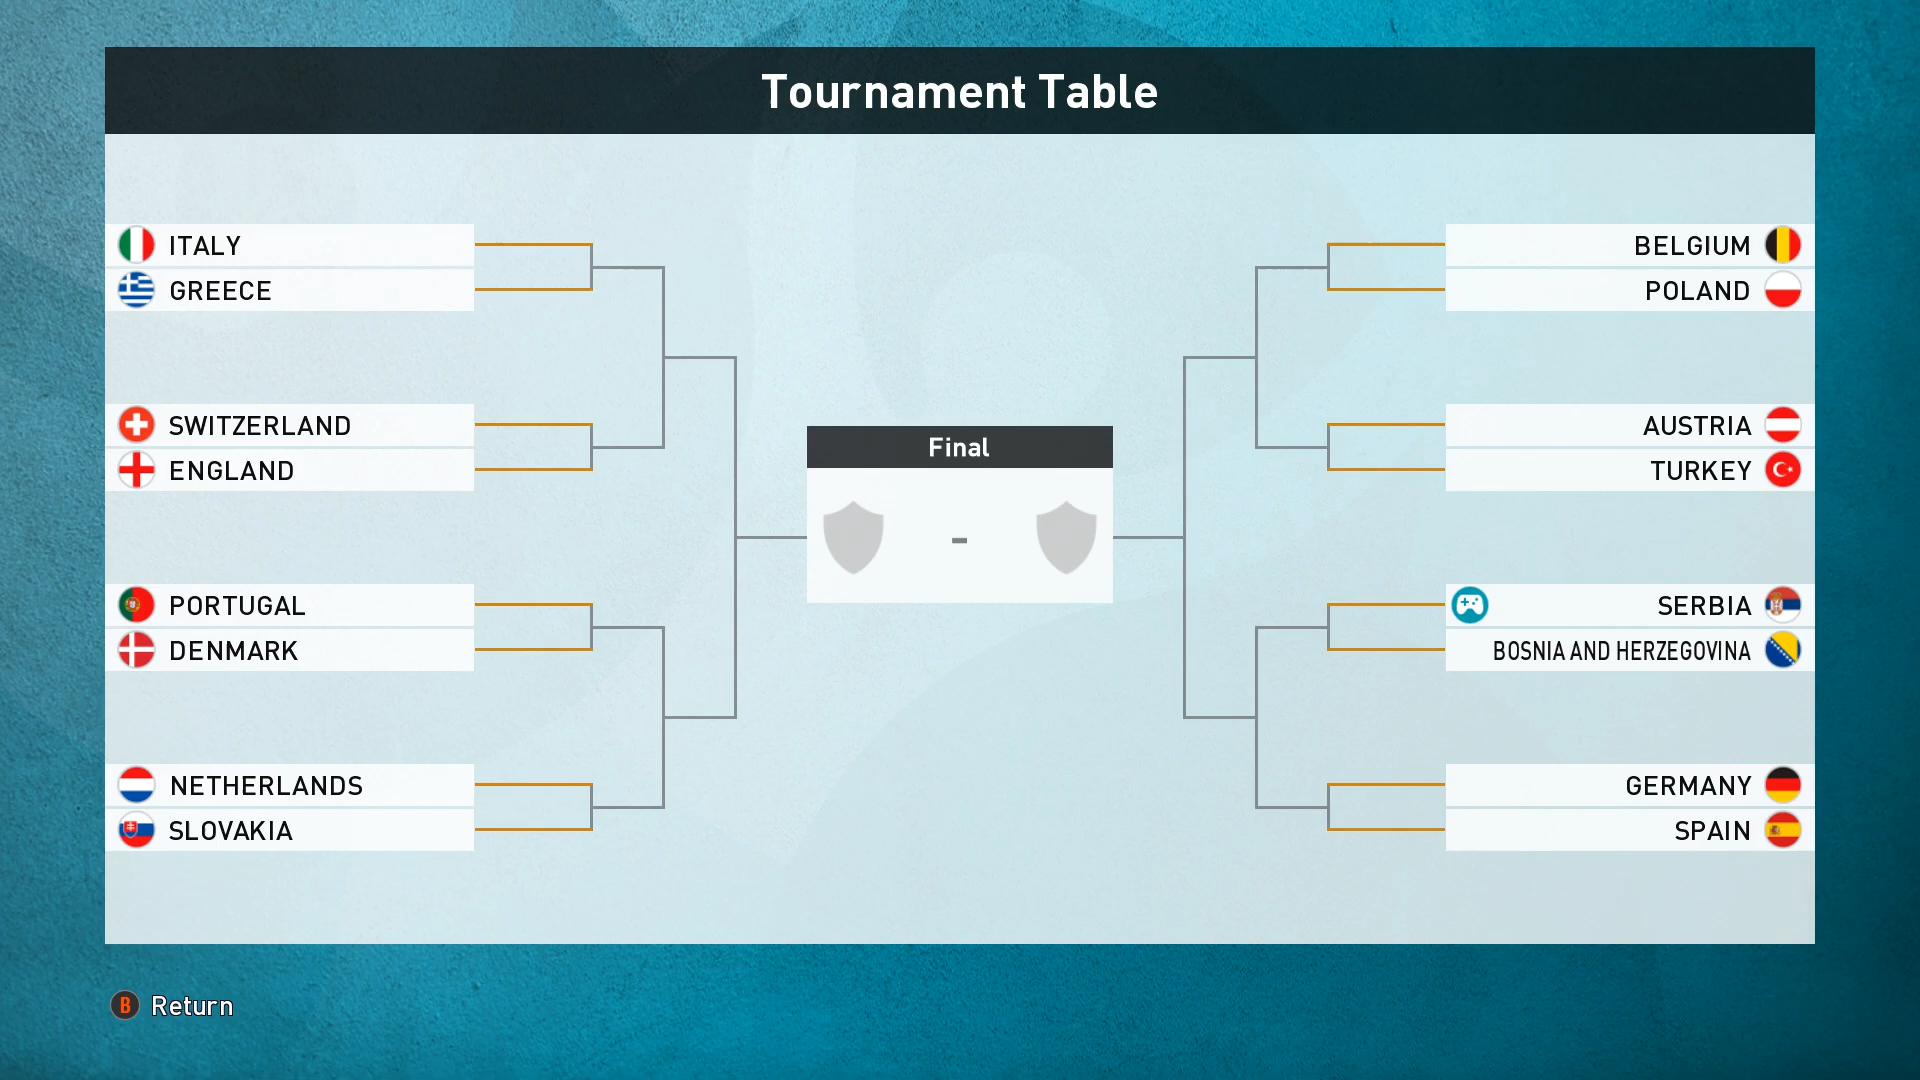 Tournament Table
ITALY
GREECE
SWITZERLAND
ENGLAND
PORTUGAL
DENMARK
NETHERLANDS
SLOVAKIA
Final
-
BELGIUM
POLAND
AUSTRIA
TURKEY
SERBIA
BOSNIA AND HERZEGOVINA
GERMANY
SPAIN
B Return